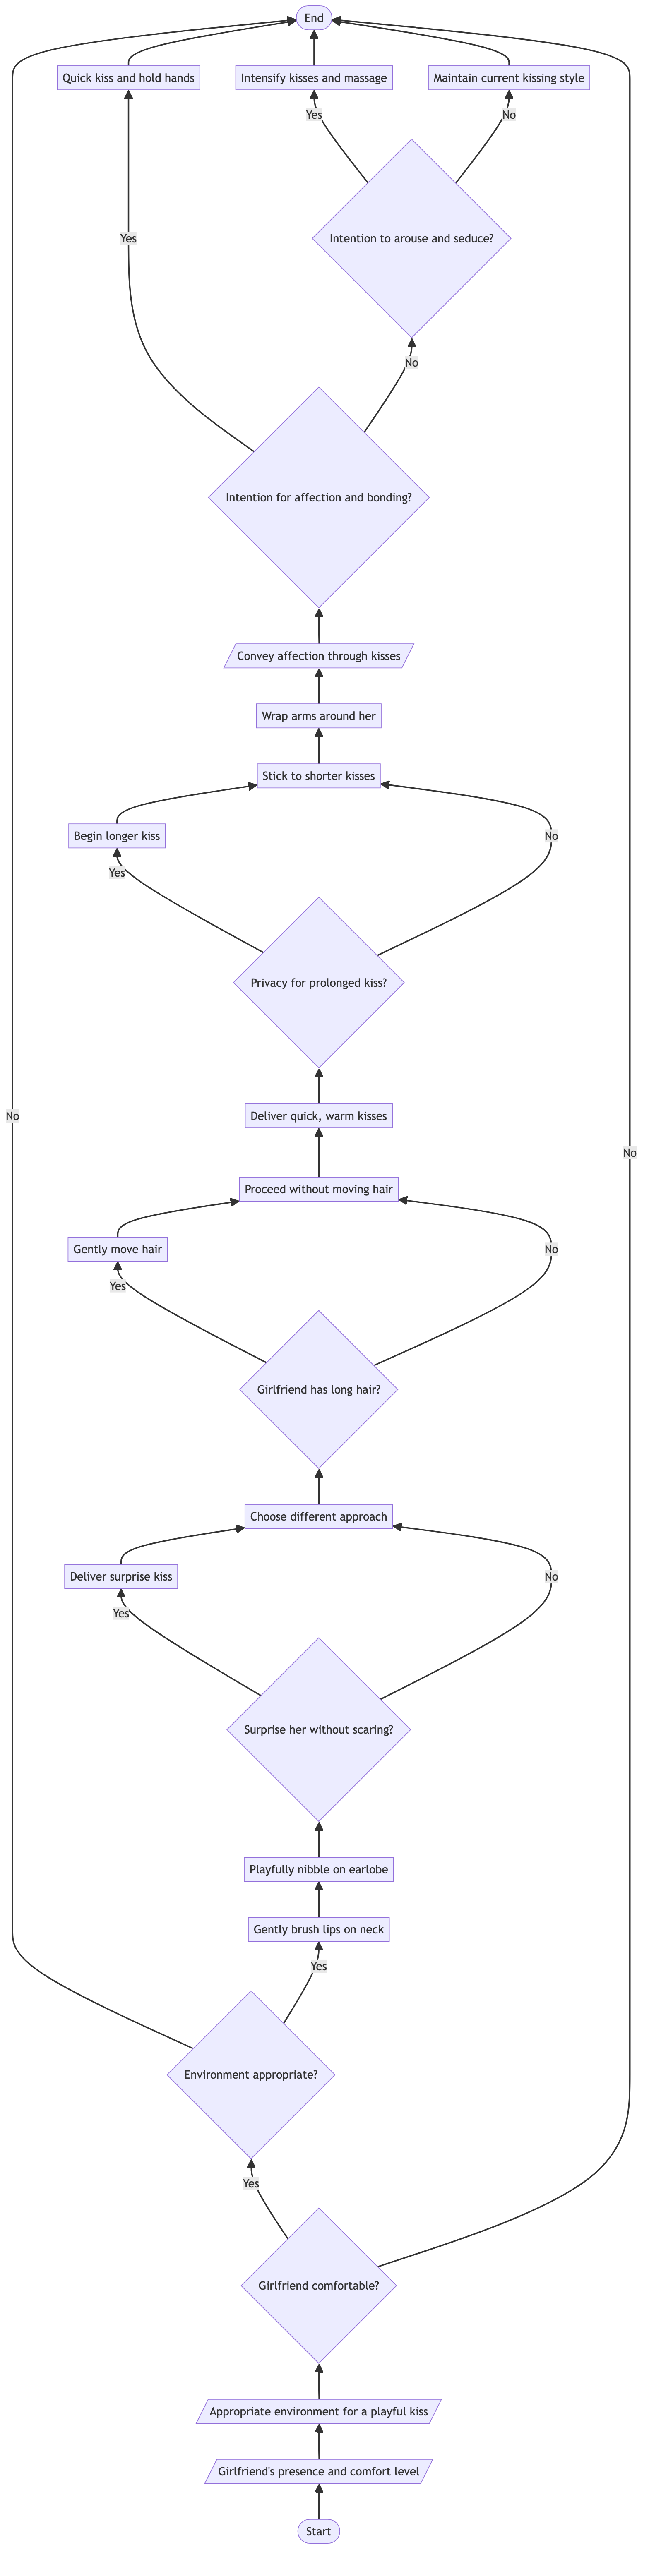 End
Quick kiss and hold hands
Intensify kisses and massage
Maintain current kissing style
Yes
No
Yes
Intention to arouse and seduce?
No
Intention for affection and bonding?
Convey affection through kisses
Wrap arms around her
Stick to shorter kisses
Begin longer kiss
No
Yes
Privacy for prolonged kiss?
Deliver quick, warm kisses
No
No
Proceed without moving hair
Gently move hair
No
Yes
Girlfriend has long hair?
Choose different approach
Deliver surprise kiss
No
Yes
Surprise her without scaring?
Playfully nibble on earlobe
Gently brush lips on neck
Yes
Environment appropriate?
Yes
Girlfriend comfortable?
Appropriate environment for a playful kiss
Girlfriend's presence and comfort level
Start